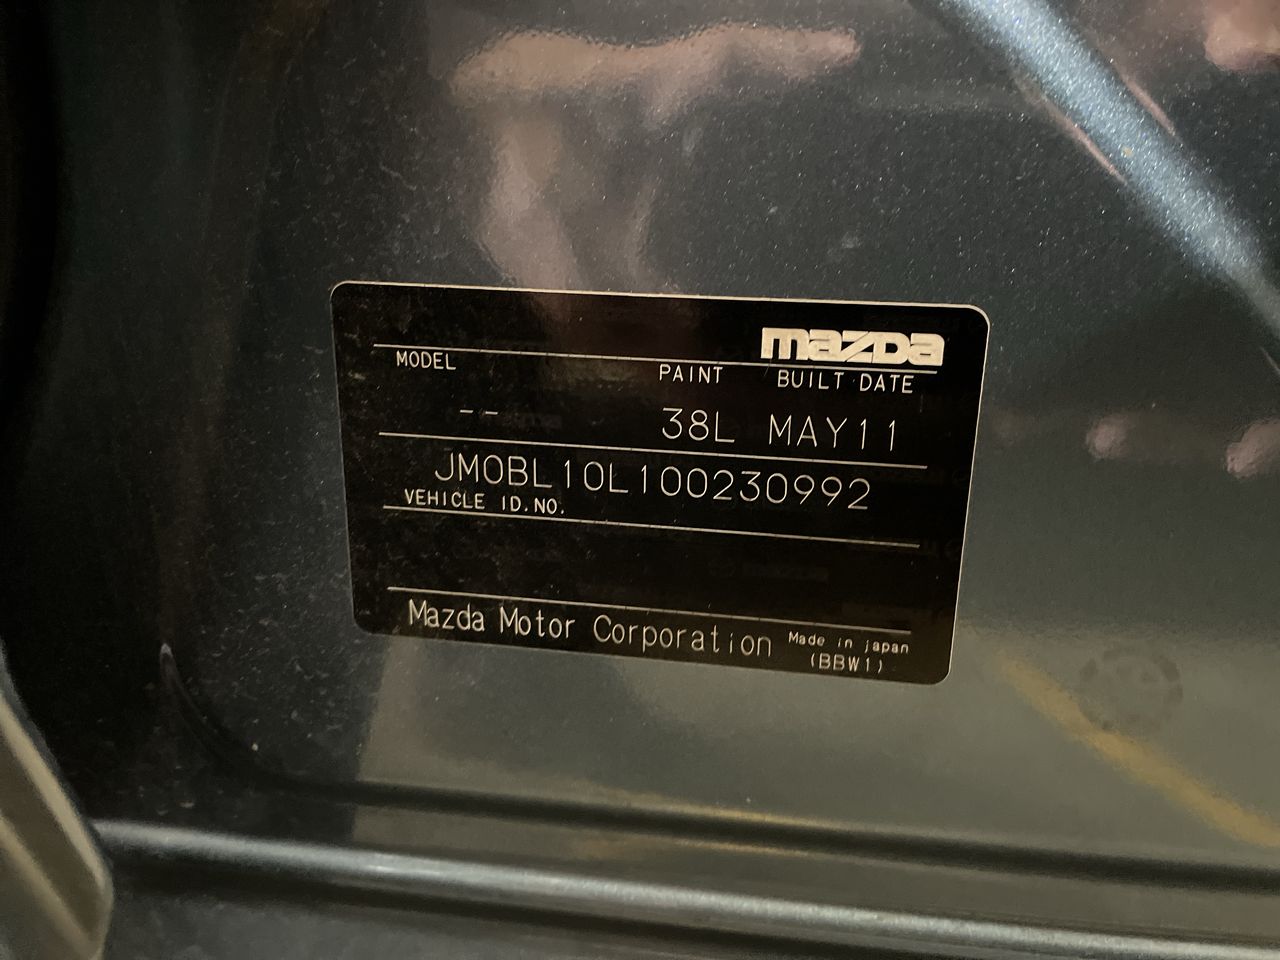 mazda
MODEL PAINT BUILT DATE
-- 38L MAY11
JM0BL10L100230992
VEHICLE ID.NO.
Mazda Motor Corporation Made in japan
(BBW1)